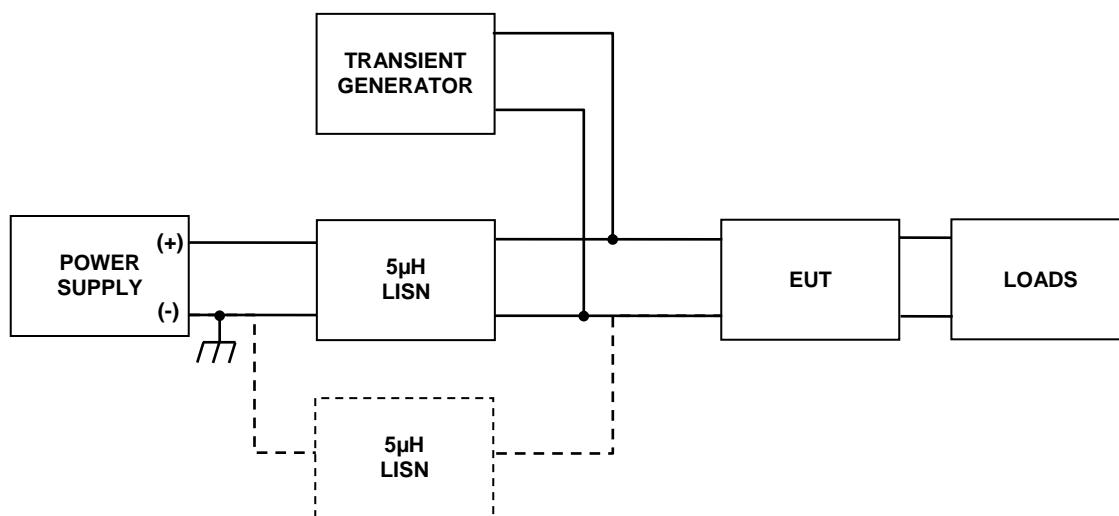 TRANSIENT
GENERATOR
(+)
POWER
SUPPLY
(-)
5µH
LISN
EUT
LOADS
5µH
LISN